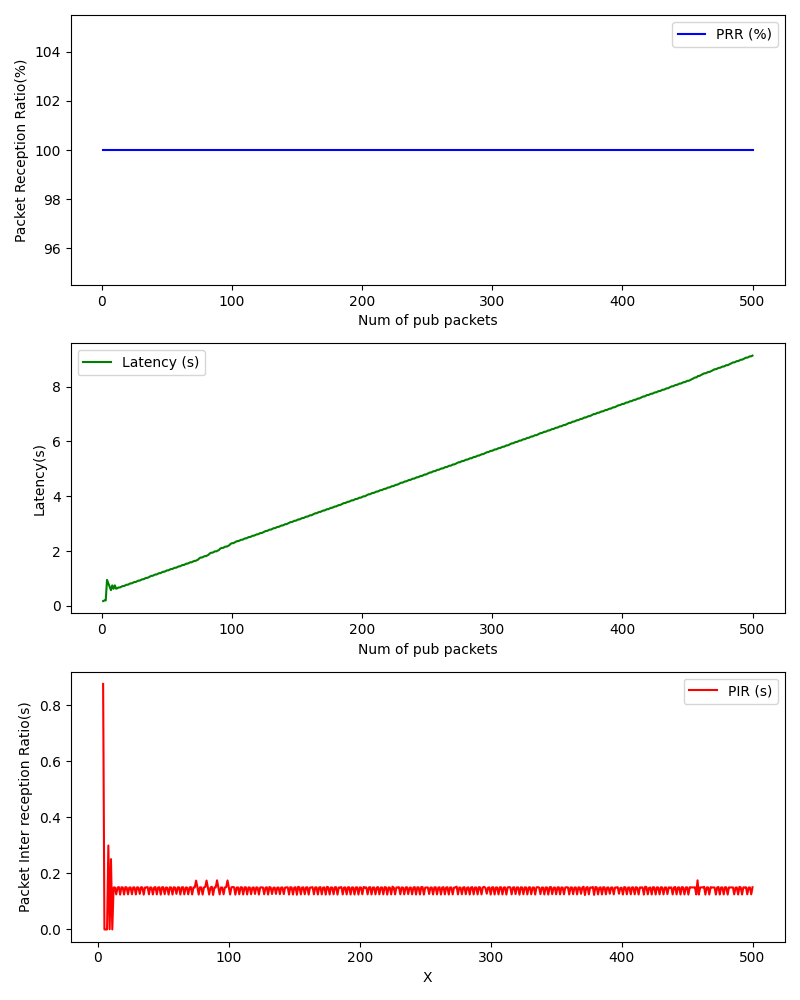 PRR (%)
Packet Reception Ratio(%)
104
102
100
98
96
0 100 200 300 400 500
Num of pub packets
Latency (s)
Latency(s)
8
6
4
2
0
0 100 200 300 400 500
Num of pub packets
PIR (s)
Packet Inter reception Ratio(s)
0.8
0.6
0.4
0.2
0.0
0 100 200 300 400 500
X